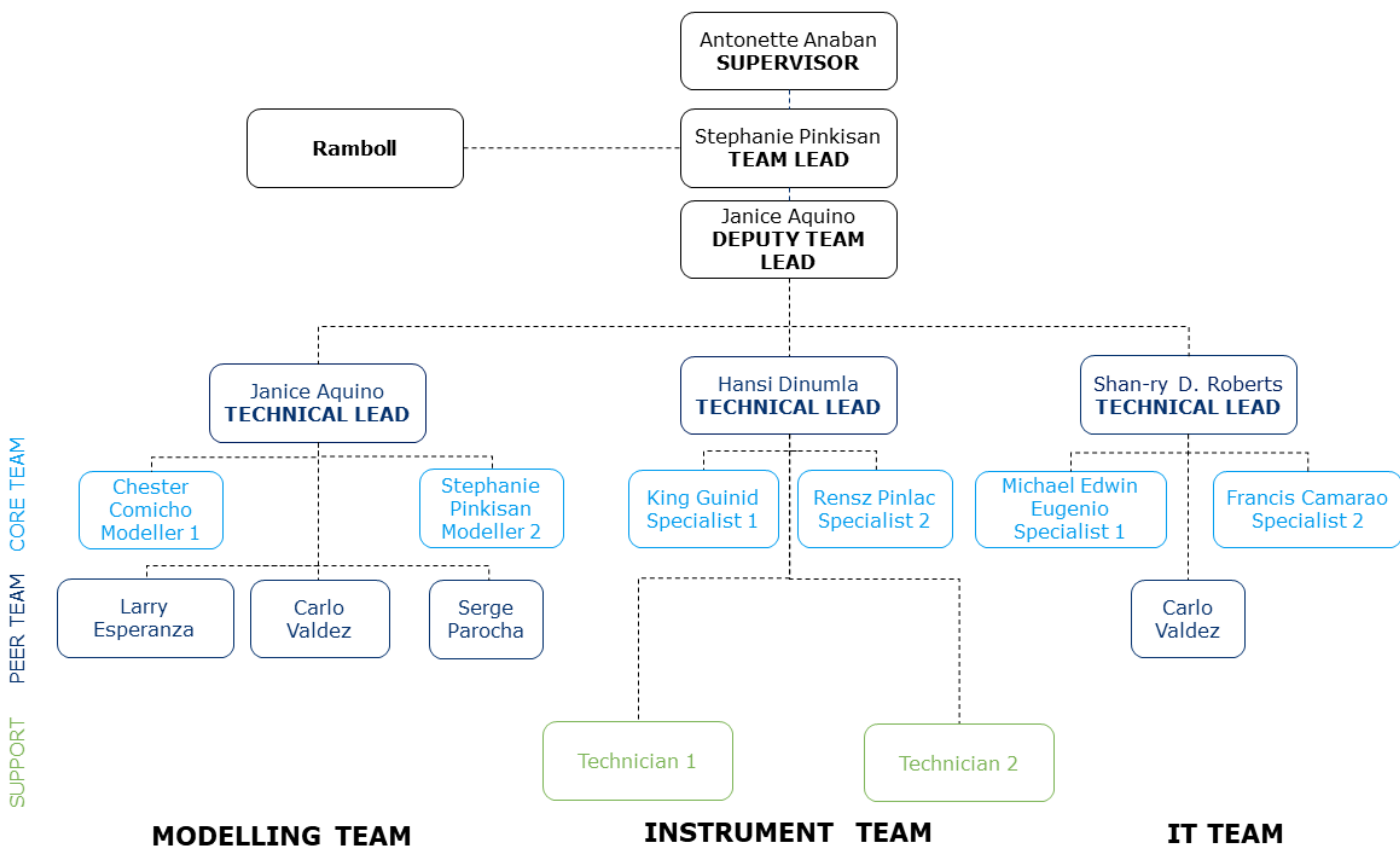 Antonette Anaban
SUPERVISOR
Ramboll
Stephanie Pinkisan
TEAM LEAD
Janice Aquino
DEPUTY TEAM
LEAD
Janice Aquino
TECHNICAL LEAD
Hansi Dinumla
TECHNICAL LEAD
Shan-ry D. Roberts
TECHNICAL LEAD
CORE TEAM
Chester
Comicho
Modeller 1
Stephanie
Pinkisan
Modeller 2
King Guinid
Specialist 1
Rensz Pinlac
Specialist 2
Michael Edwin
Eugenio
Specialist 1
Francis Camarao
Specialist 2
PEER TEAM
Larry
Esperanza
Carlo
Valdez
Serge
Parocha
Carlo
Valdez
SUPPORT
Technician 1
Technician 2
MODELLING TEAM
INSTRUMENT TEAM
IT TEAM